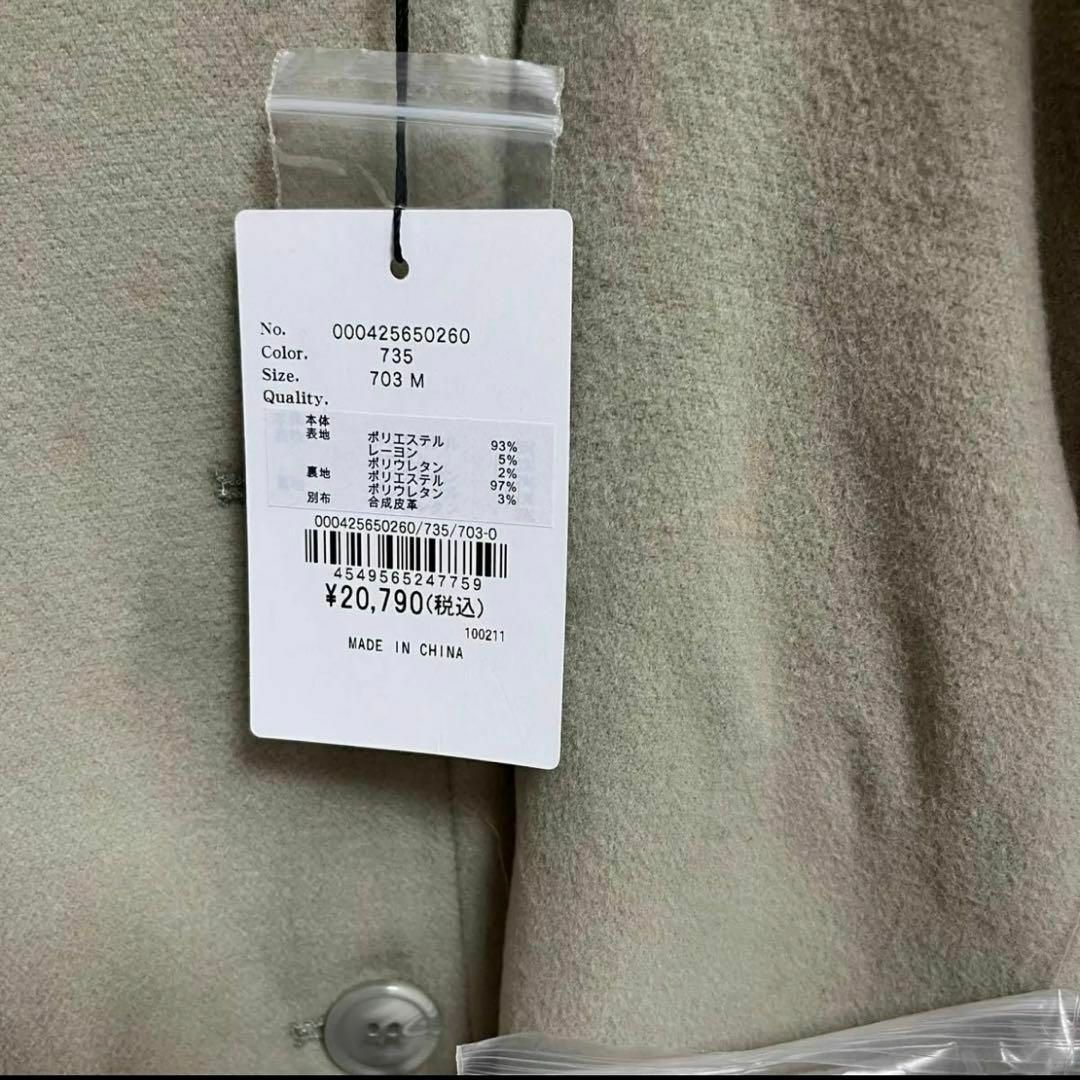 No. 000425650260
Color. 735
Size. 703 M
Quality.
本体
表地 ポリエステル 93%
レーヨン 5%
ポリウレタン 2%
裏地 ポリエステル 97%
ポリウレタン 3%
別布 合成皮革
000425650260/735/703-0
4549565247759
¥20,790(税込)
100211
MADE IN CHINA